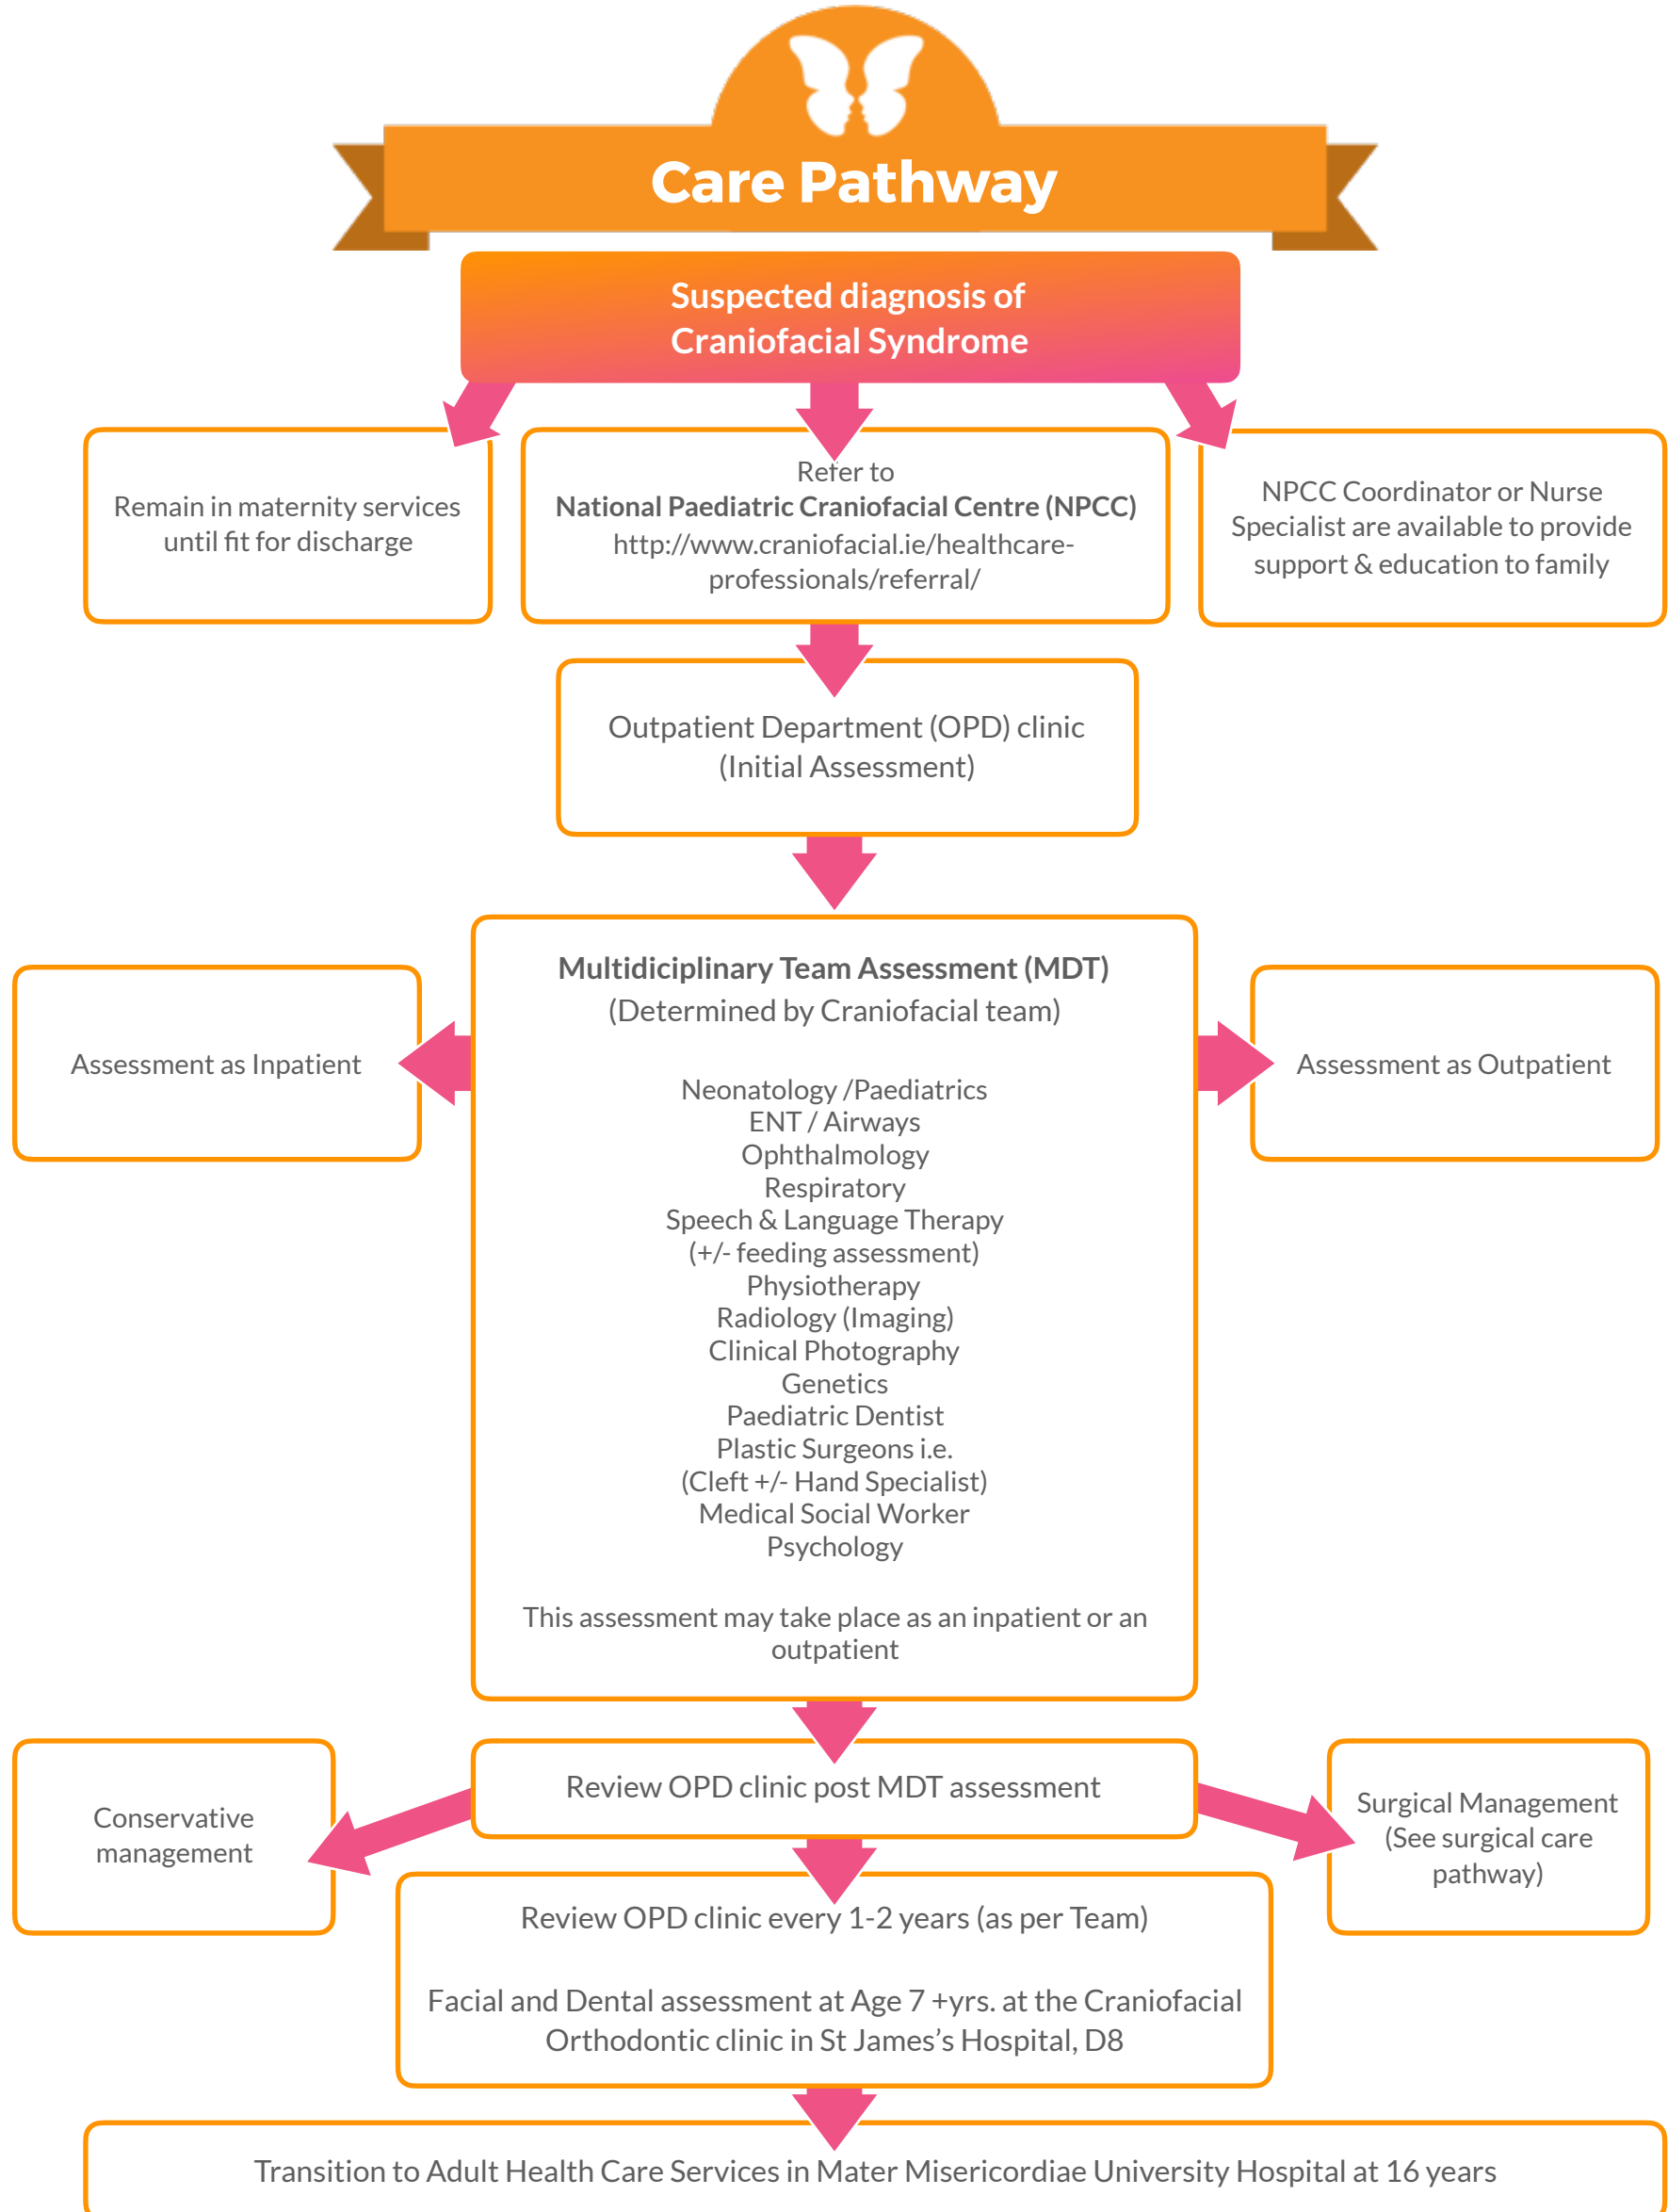 Care Pathway
Suspected diagnosis of
Craniofacial Syndrome
Remain in maternity services
until fit for discharge
Refer to
National Paediatric Craniofacial Centre (NPCC)
http://www.craniofacial.ie/healthcare-
professionals/referral/
NPCC Coordinator or Nurse
Specialist are available to provide
support & education to family
Outpatient Department (OPD) clinic
(Initial Assessment)
Multidiciplinary Team Assessment (MDT)
(Determined by Craniofacial team)
Neonatology /Paediatrics
ENT / Airways
Ophthalmology
Respiratory
Speech & Language Therapy
(+/- feeding assessment)
Physiotherapy
Radiology (Imaging)
Clinical Photography
Genetics
Paediatric Dentist
Plastic Surgeons i.e.
(Cleft +/- Hand Specialist)
Medical Social Worker
Psychology
This assessment may take place as an inpatient or an
outpatient
Assessment as Inpatient
Assessment as Outpatient
Review OPD clinic post MDT assessment
Conservative
management
Surgical Management
(See surgical care
pathway)
Review OPD clinic every 1-2 years (as per Team)
Facial and Dental assessment at Age 7 +yrs. at the Craniofacial
Orthodontic clinic in St James’s Hospital, D8
Transition to Adult Health Care Services in Mater Misericordiae University Hospital at 16 years